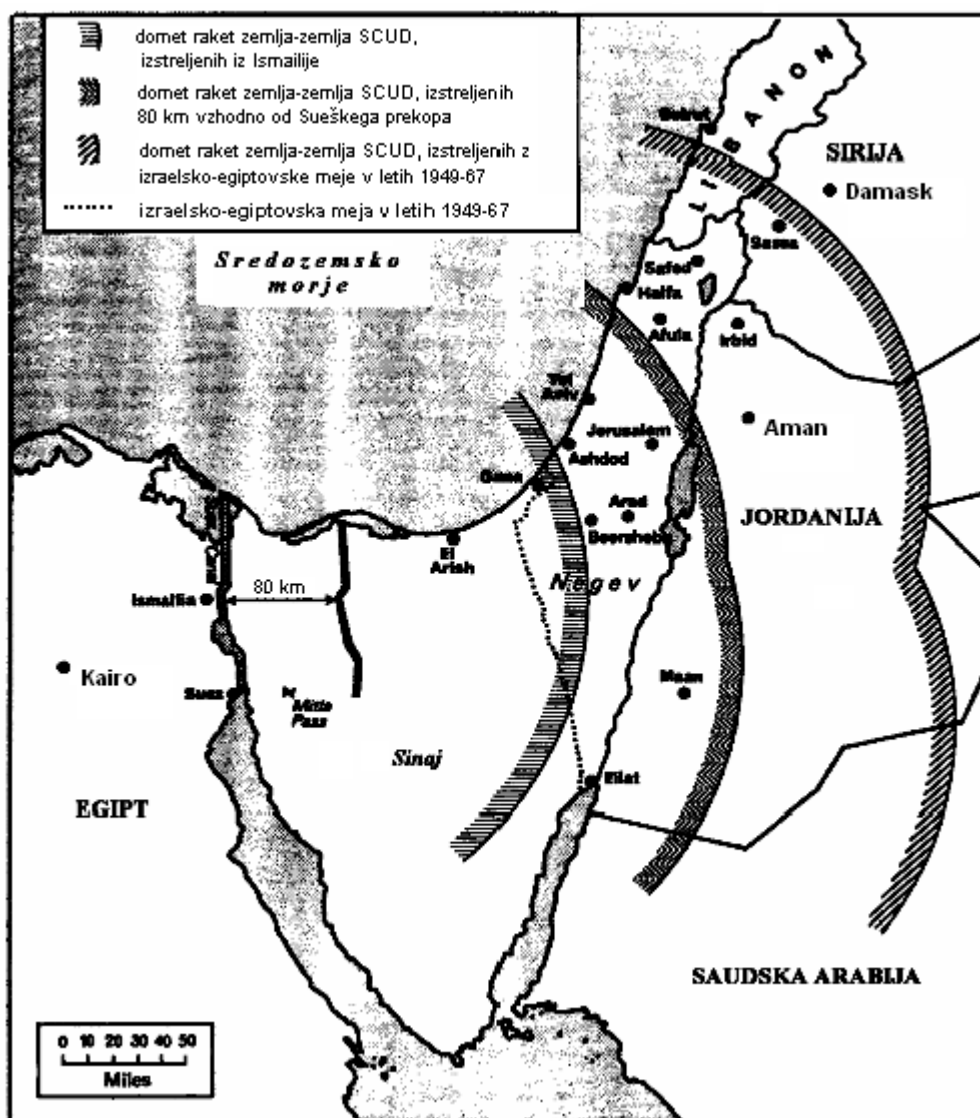 domet raket zemlja-zemlja SCUD,
izstreljenih iz Ismailije
domet raket zemlja-zemlja SCUD, izstreljenih
80 km vzhodno od Sueškega prekopa
domet raket zemlja-zemlja SCUD, izstreljenih z
izraelsko-egiptovske meje v letih 1949-67
izraelsko-egiptovska meja v letih 1949-67
LIBANON
Beirut
SIRIJA
Damask
Sassa
Sredozemsko
morje
Safed
Haifa
Afula
Irbid
Tel
Aviv
Aman
Jerusalem
Ashdod
Gaza
Arad
JORDANIJA
Beersheba
El
Arish
Negev
80 km
Ismailia
Kairo
Suez
Mitla
Pass
Maan
Sinaj
Eilat
EGIPT
SAUDSKA ARABIJA
0 10 20 30 40 50
Miles